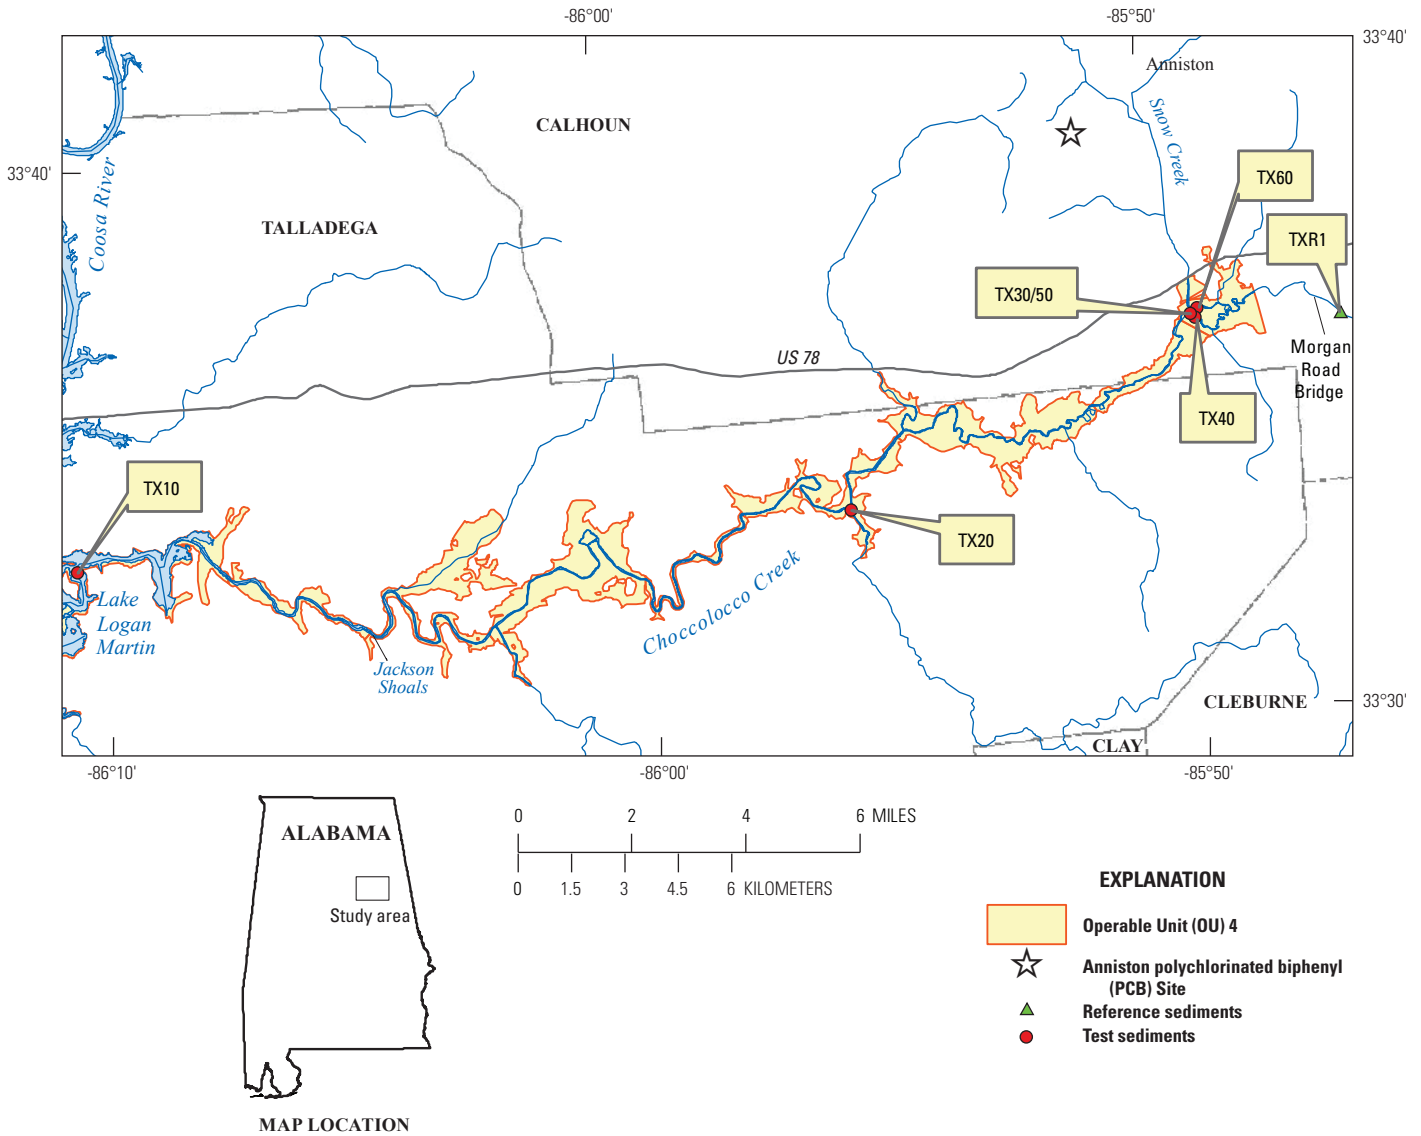 -86°00'
-85°50'
33°40'
Anniston
CALHOUN
Snow Creek
33°40'
Coosa River
TX60
TALLADEGA
TXR1
TX30/50
US 78
Morgan
Road
Bridge
TX40
TX10
TX20
Choccolocco Creek
Lake
Logan
Martin
Jackson
Shoals
CLEBURNE
33°30'
CLAY
-86°10'
-86°00'
-85°50'
0 2 4 6 MILES
0 1.5 3 4.5 6 KILOMETERS
ALABAMA
Study area
MAP LOCATION
EXPLANATION
Operable Unit (OU) 4
Anniston polychlorinated biphenyl
(PCB) Site
Reference sediments
Test sediments